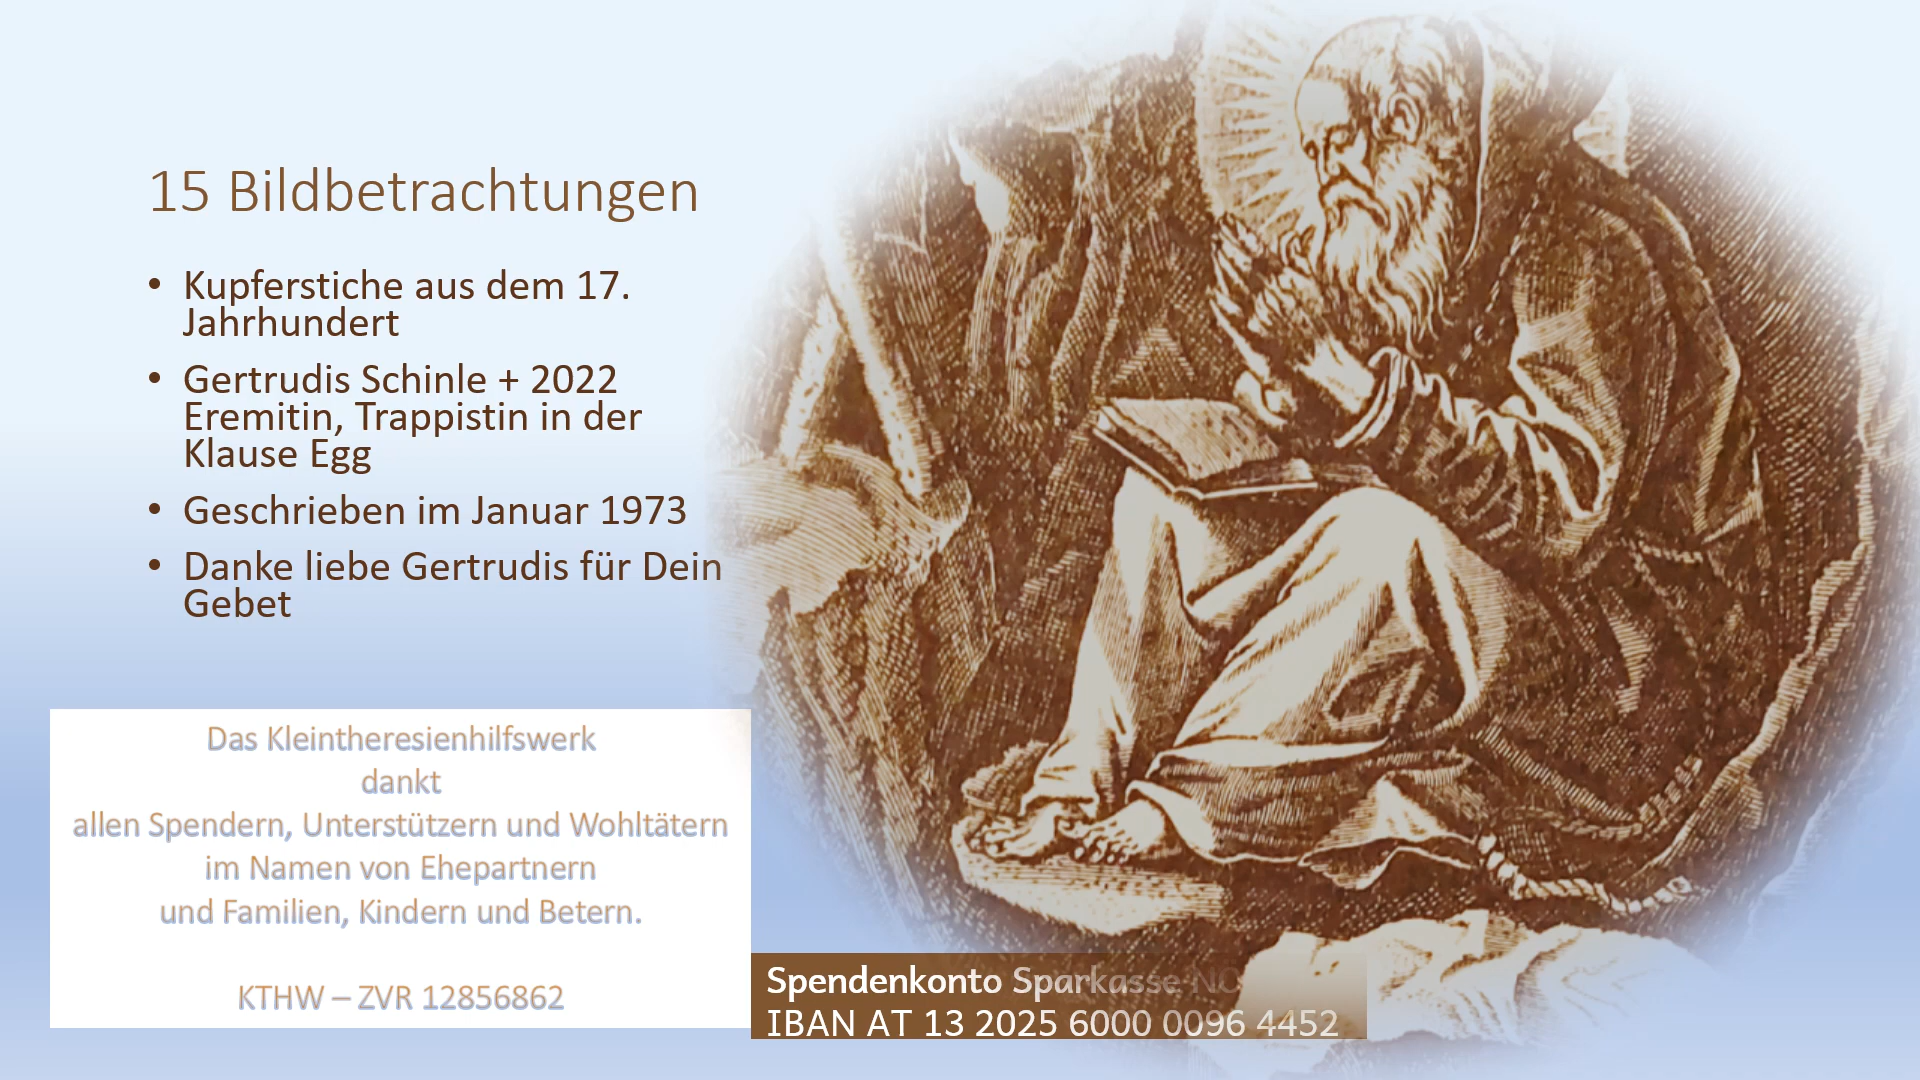 15 Bildbetrachtungen
• Kupferstiche aus dem 17.
Jahrhundert
• Gertrudis Schinle + 2022
Eremitin, Trappistin in der
Klause Egg
• Geschrieben im Januar 1973
• Danke liebe Gertrudis für Dein
Gebet
Das Kleintheresienhilfswerk
dankt
allen Spendern, Unterstützern und Wohltätern
im Namen von Ehepartnern
und Familien, Kindern und Betern.
KTHW – ZVR 12856862
Spendenkonto Sparkasse NÖ
IBAN AT 13 2025 6000 0096 4452